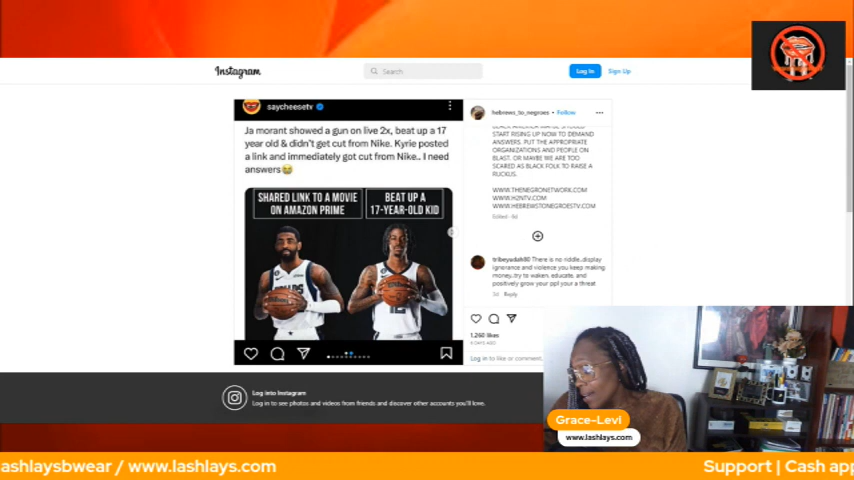 Instagram
Search
Log In
Sign Up
saycheesetv
Ja morant showed a gun on live 2x, beat up a 17
year old & didn't get cut from Nike. Kyrie posted
a link and immediately got cut from Nike.. I need
answers😭
SHARED LINK TO A MOVIE
ON AMAZON PRIME
BEAT UP A
17-YEAR-OLD KID
hebrews_to_negroes • Follow
START RISING UP NOW TO DEMAND
ANSWERS. PUT THE APPROPRIATE
ORGANIZATIONS AND PEOPLE ON
BLAST. OR MAYBE WE ARE TOO
SCARED AS BLACK FOLK TO RAISE A
RUCKUS.
WWW.THENEGRONETWORK.COM
WWW.H2NTV.COM
WWW.HEBREWSTONEGROESTV.COM
Edited
tribeyudah80 There is no riddle..display
ignorance and violence you keep making
money..try to waken, educate, and
positively grow your ppl your a threat
Reply
1,260 likes
DAYS AGO
Log in to like or comment.
Log into Instagram
Log in to see photos and videos from friends and discover other accounts you'll love.
Grace-Levi
www.lashlays.com
ashlaysbwear / www.lashlays.com
Support | Cash app